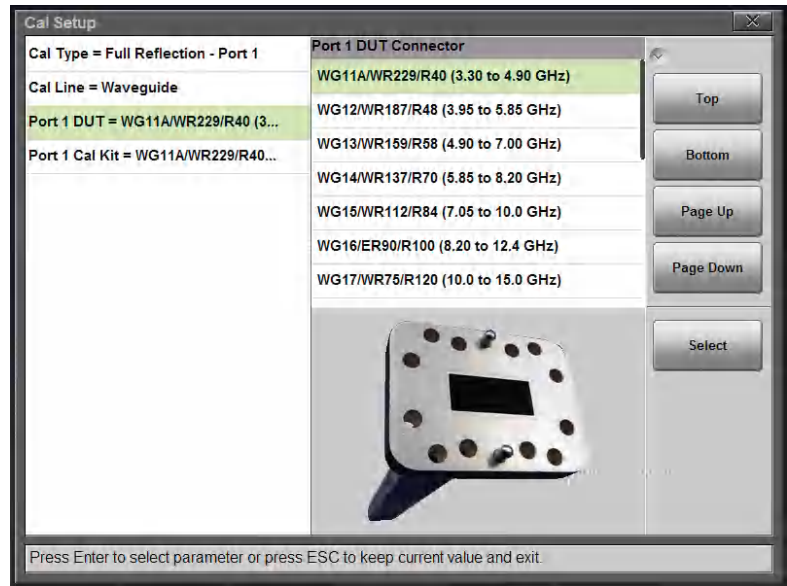 Cal Setup
Cal Type = Full Reflection - Port 1
Cal Line = Waveguide
Port 1 DUT = WG11A/WR229/R40 (3...
Port 1 Cal Kit = WG11A/WR229/R40...
Port 1 DUT Connector
WG11A/WR229/R40 (3.30 to 4.90 GHz)
WG12/WR187/R48 (3.95 to 5.85 GHz)
WG13/WR159/R58 (4.90 to 7.00 GHz)
WG14/WR137/R70 (5.85 to 8.20 GHz)
WG15/WR112/R84 (7.05 to 10.0 GHz)
WG16/ER90/R100 (8.20 to 12.4 GHz)
WG17/WR75/R120 (10.0 to 15.0 GHz)
Top
Bottom
Page Up
Page Down
Select
Press Enter to select parameter or press ESC to keep current value and exit.